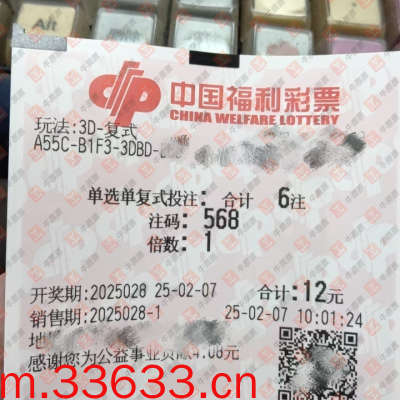 Alt
中国福利彩票
CHINA WELFARE LOTTERY
玩法:3D-复式
A55C-B1F3-3DBD-
单选单复式投注: 合计 6注
注码: 568
倍数: 1
开奖期:2025028 25-02-07 合计:12元
销售期:2025028-1 25-02-07 10:01:24
地
感谢您为公益事业贡献4.08元
m.33633.cn